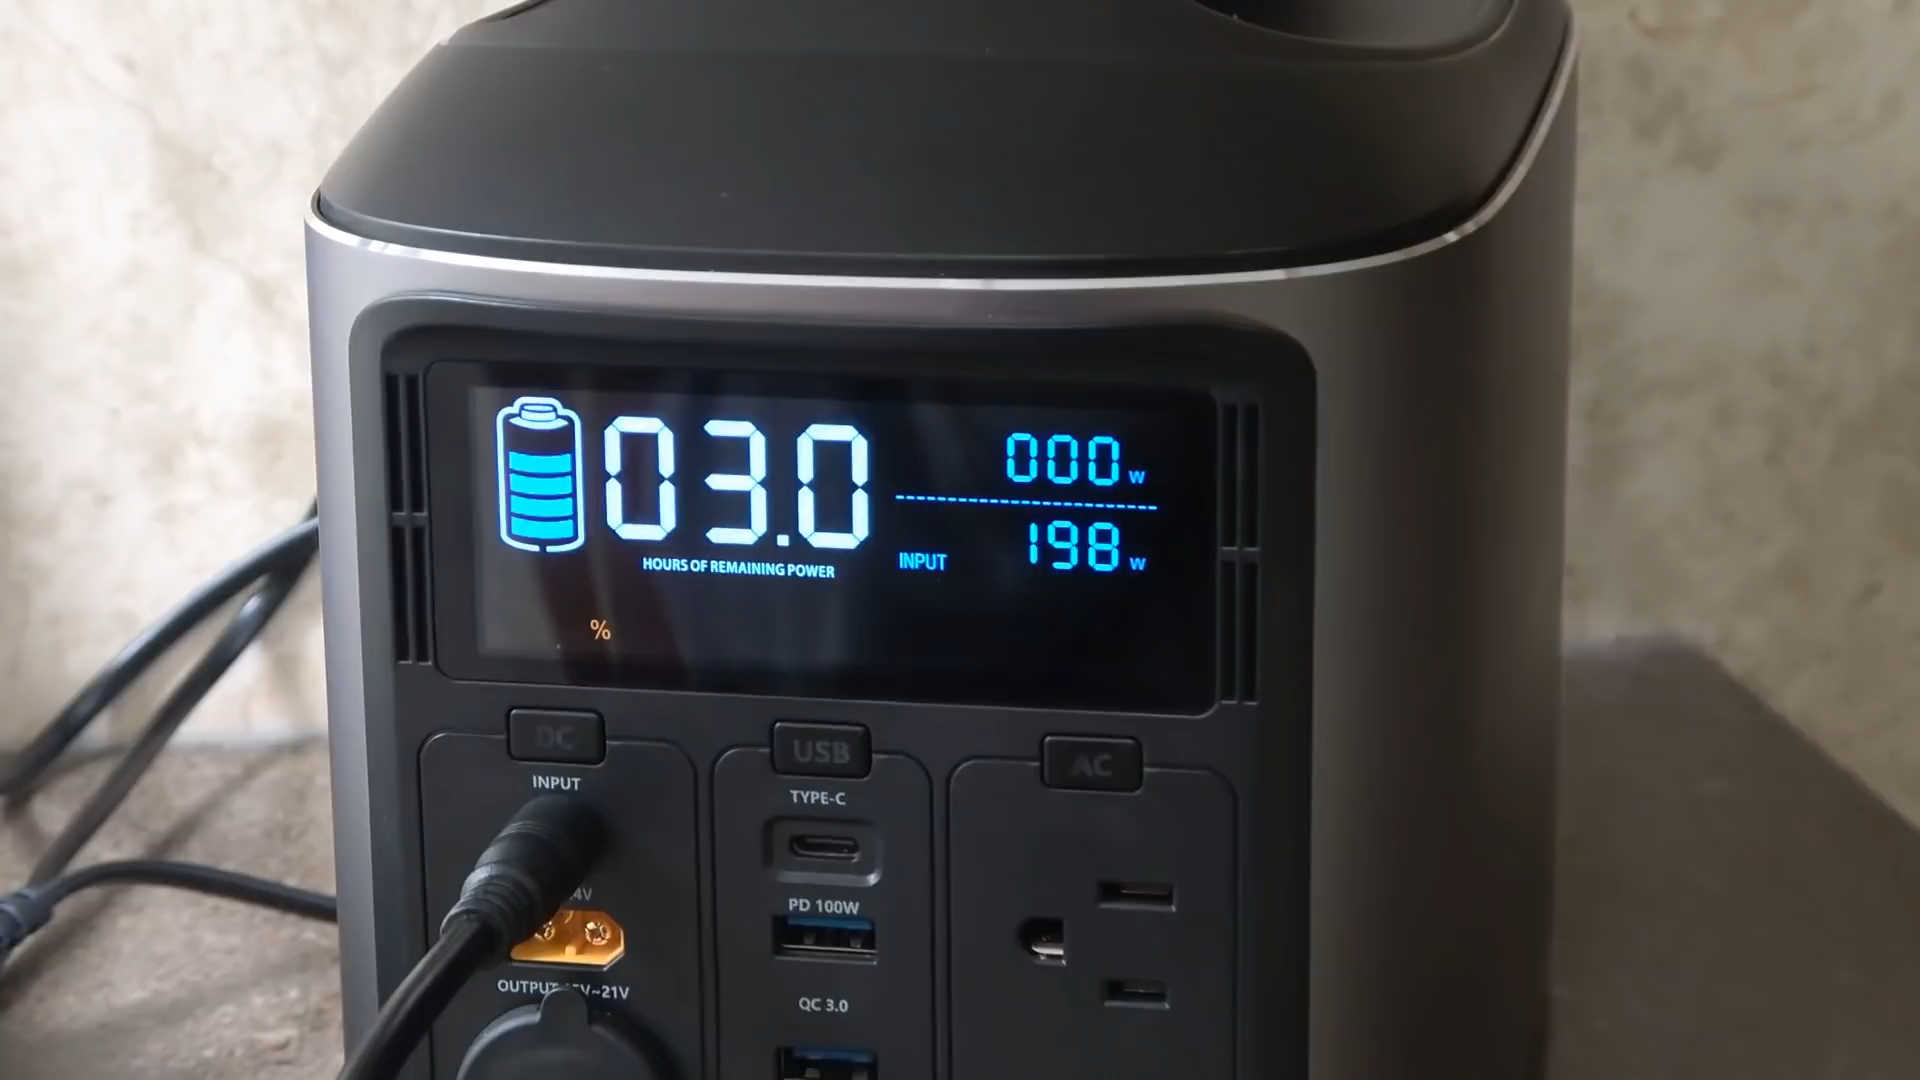 03.0
HOURS OF REMAINING POWER
000 W
INPUT 198 W
%
DC
USB
AC
INPUT
TYPE-C
4V
PD 100W
OUTPUT V~21V
QC 3.0